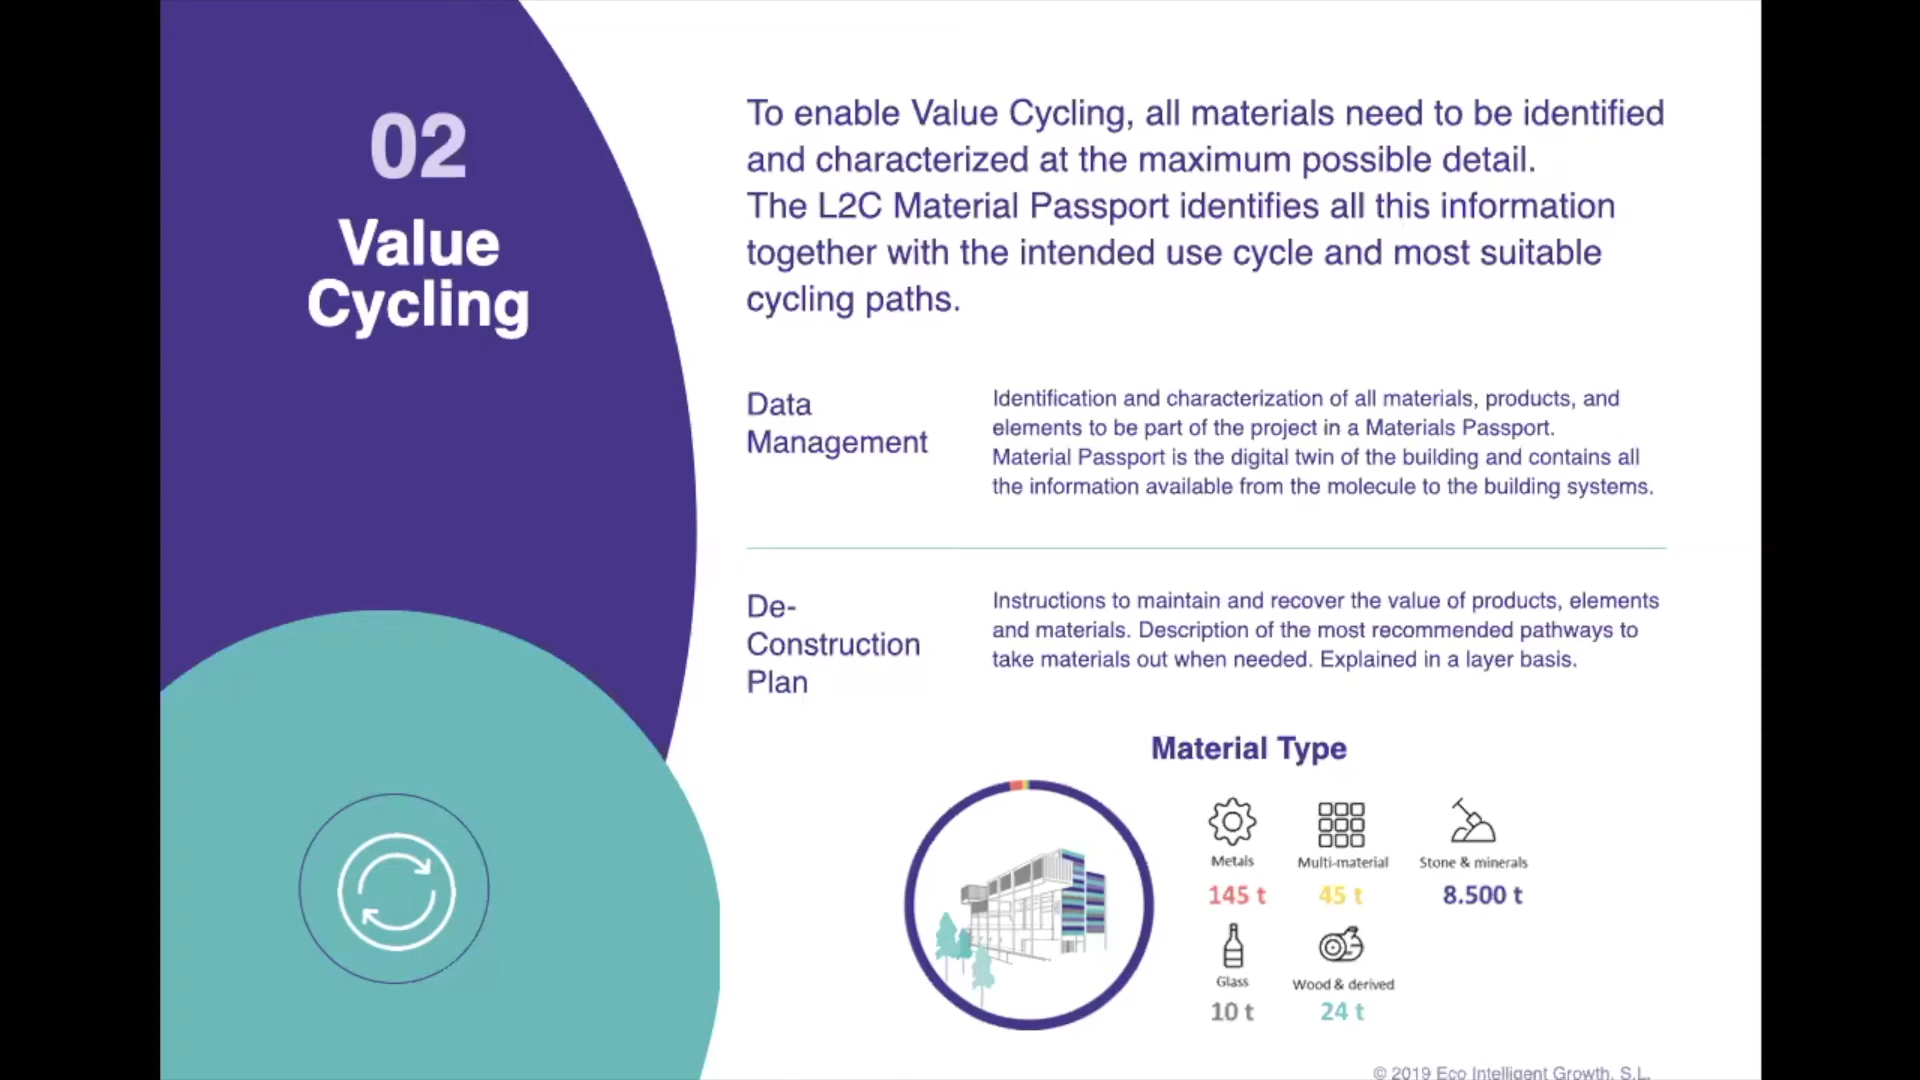 02
Value
Cycling
To enable Value Cycling, all materials need to be identified
and characterized at the maximum possible detail.
The L2C Material Passport identifies all this information
together with the intended use cycle and most suitable
cycling paths.
Data
Management
Identification and characterization of all materials, products, and
elements to be part of the project in a Materials Passport.
Material Passport is the digital twin of the building and contains all
the information available from the molecule to the building systems.
De-
Construction
Plan
Instructions to maintain and recover the value of products, elements
and materials. Description of the most recommended pathways to
take materials out when needed. Explained in a layer basis.
Material Type
Metals
145 t
Multi-material
45 t
Stone & minerals
8.500 t
Glass
10 t
Wood & derived
24 t
© 2019 Eco Intelligent Growth, S.L.